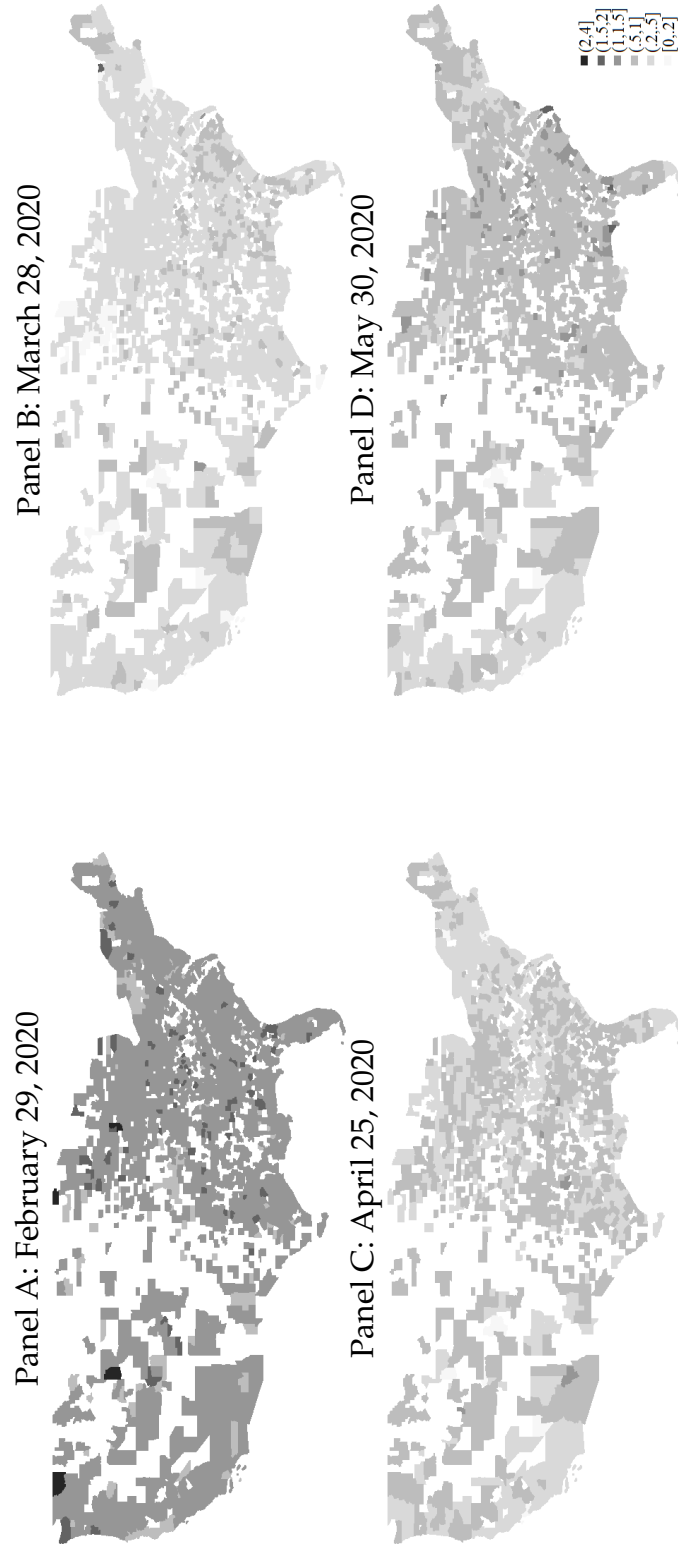 Panel A: February 29, 2020
Panel B: March 28, 2020
Panel C: April 25, 2020
Panel D: May 30, 2020
(2,4]
(1.5,2]
(1,1.5]
(.5,1]
(.2,.5]
[0,.2]